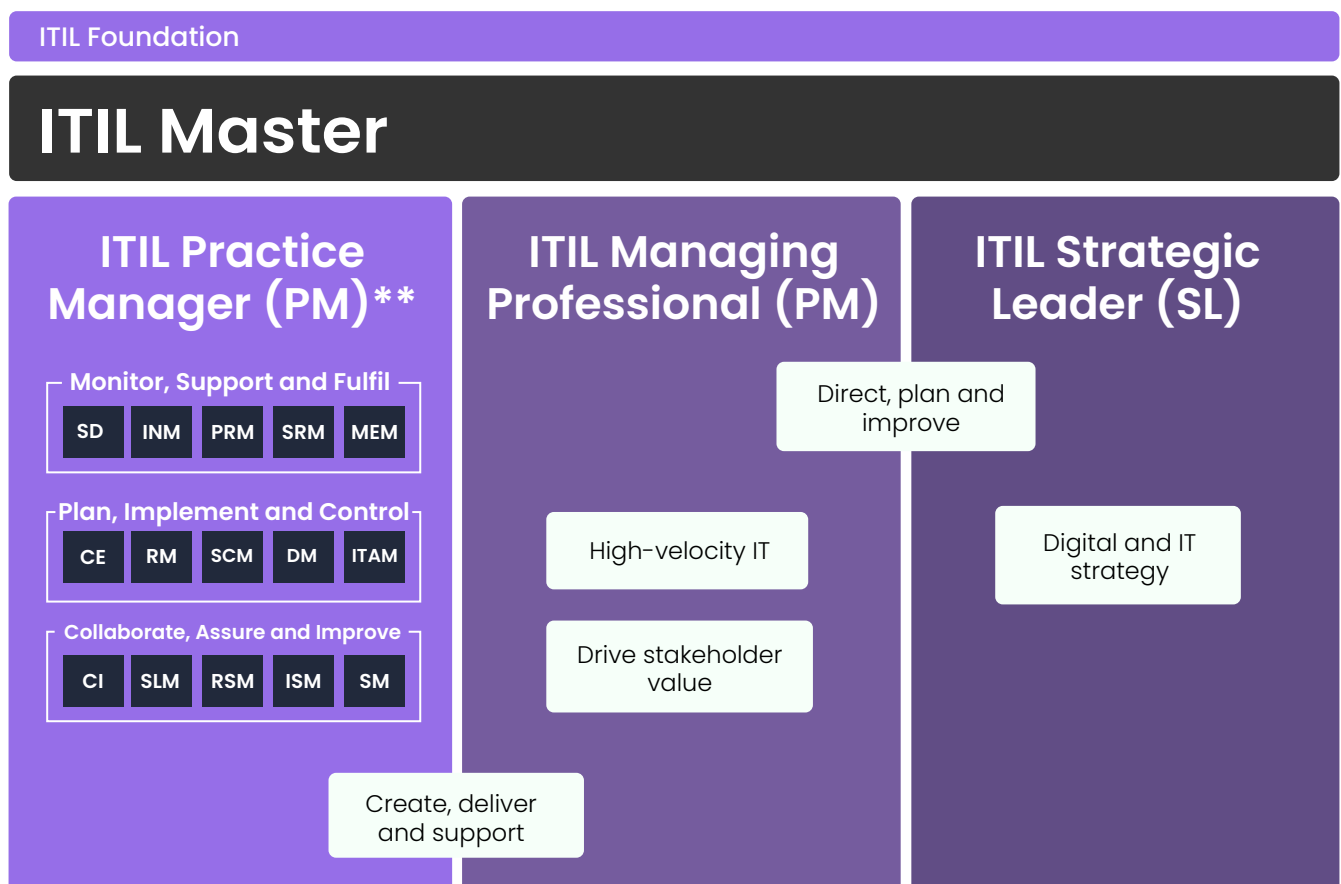 ITIL Foundation
ITIL Master
ITIL Practice
Manager (PM)**
Monitor, Support and Fulfil
SD INM PRM SRM MEM
Plan, Implement and Control
CE RM SCM DM ITAM
Collaborate, Assure and Improve
CI SLM RSM ISM SM
Create, deliver
and support
ITIL Managing
Professional (PM)
Direct, plan and
improve
High-velocity IT
Drive stakeholder
value
ITIL Strategic
Leader (SL)
Digital and IT
strategy